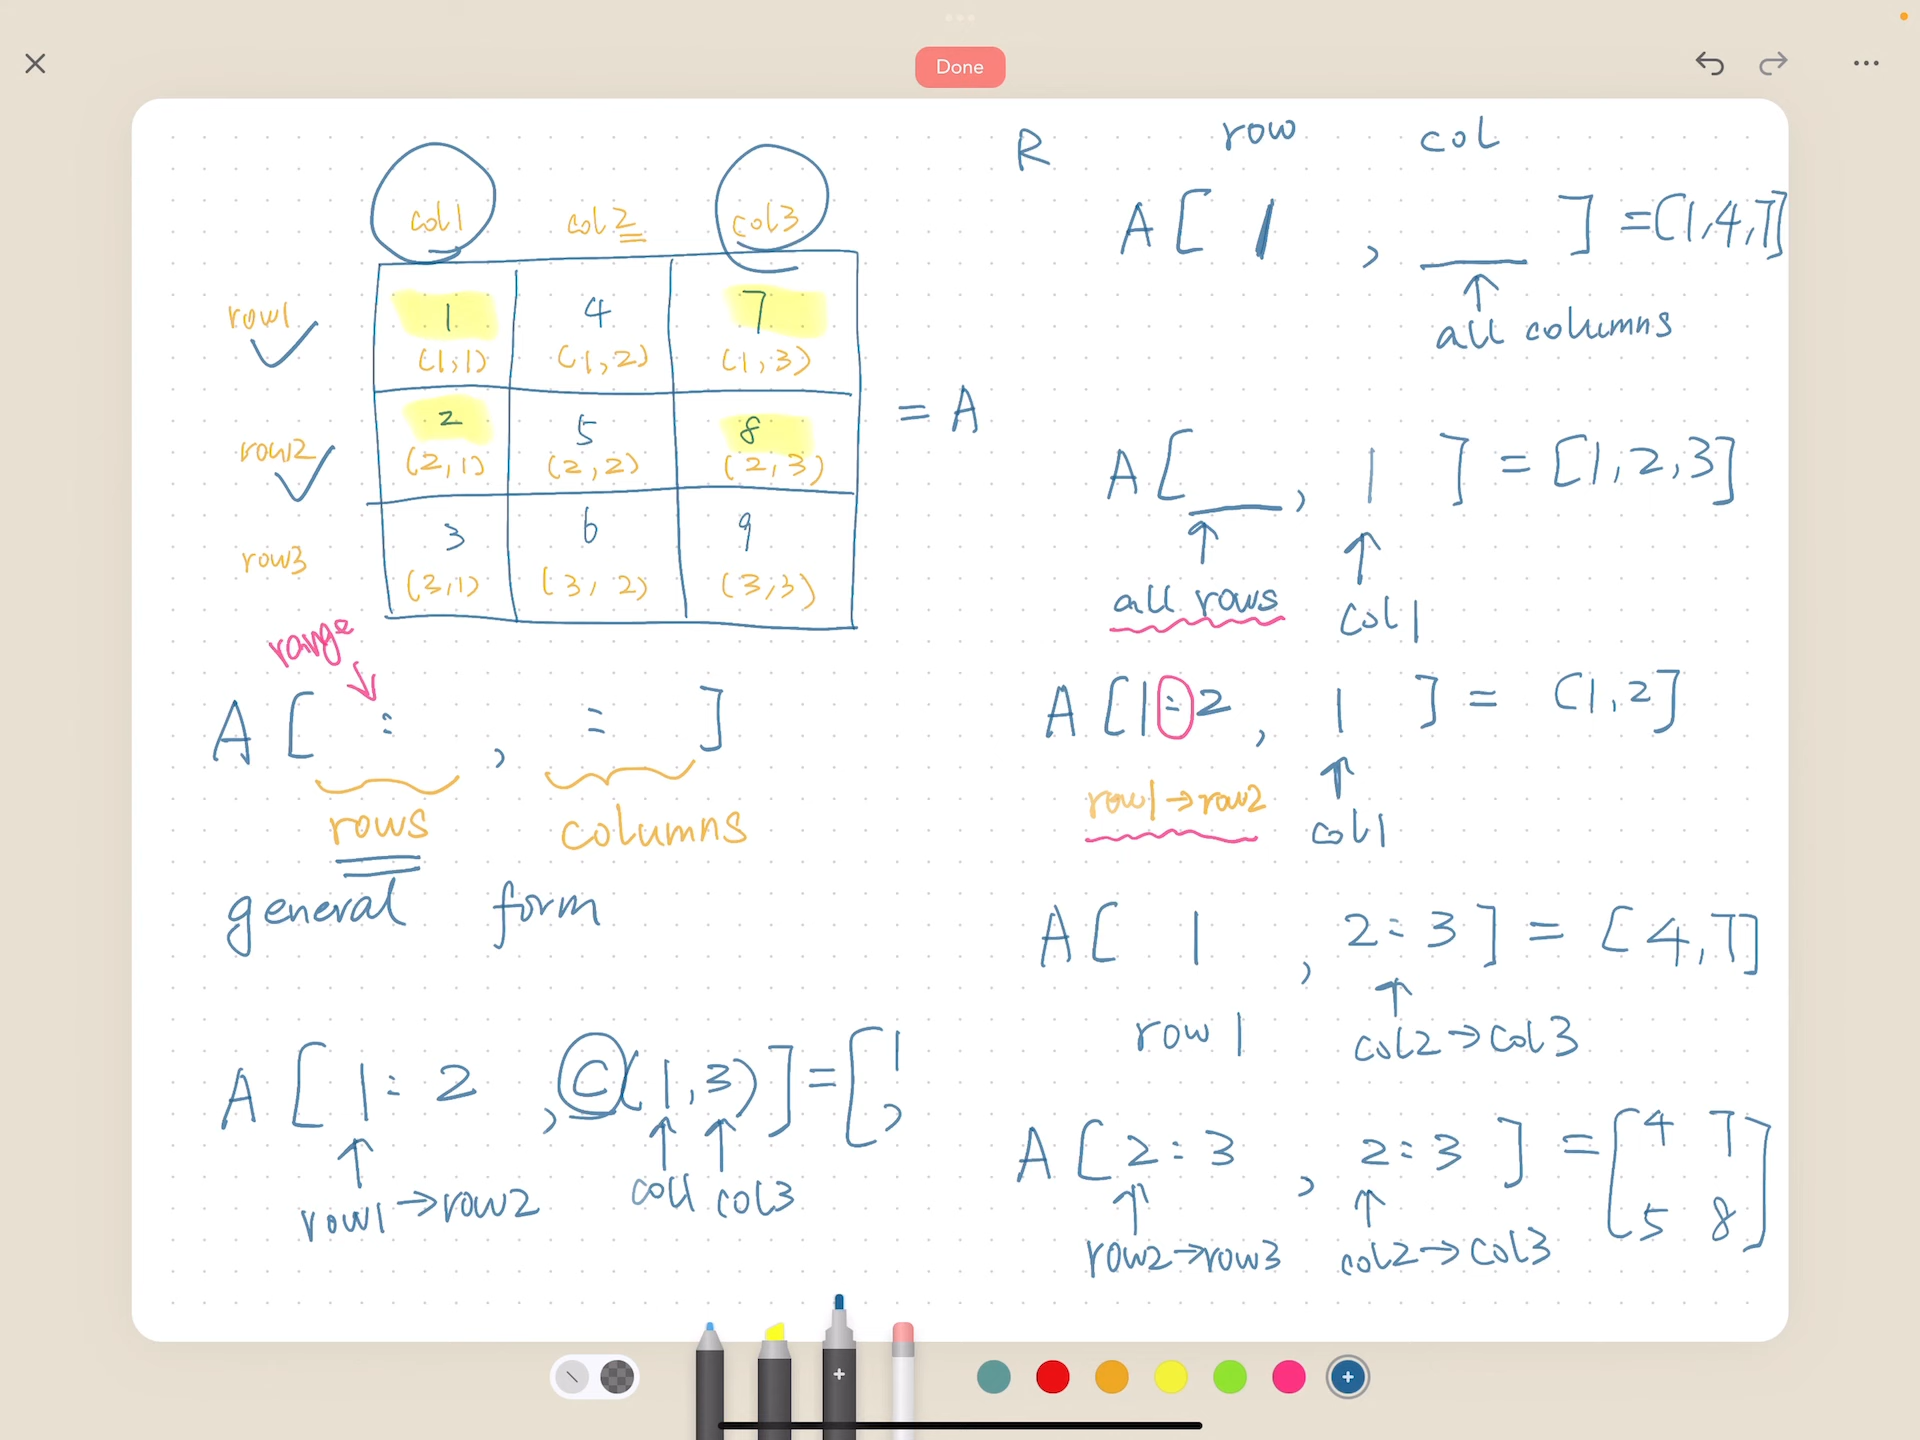 Done
col1 col2 col3
row1 1 4 7
(1,1) (1,2) (1,3)
row2 2 5 8
(2,1) (2,2) (2,3)
= A
row3 3 6 9
(3,1) (3, 2) (3,3)
range
A [ : , : ]
rows columns
general form
A [ 1:2 , C(1,3) ] = [ 1
row1 → row2 col1 col3
R row col
A [ 1 , __ ] = [1,4,7]
↑
all columns
A [ __ , 1 ] = [1,2,3]
↑ ↑
all rows col1
A [ 1:2 , 1 ] = [1,2]
row1 → row2 ↑
col1
A [ 1 , 2:3 ] = [4,7]
row 1 col2 → col3
A [ 2:3 , 2:3 ] = [ 4 7
5 8 ]
row2 → row3 col2 → col3